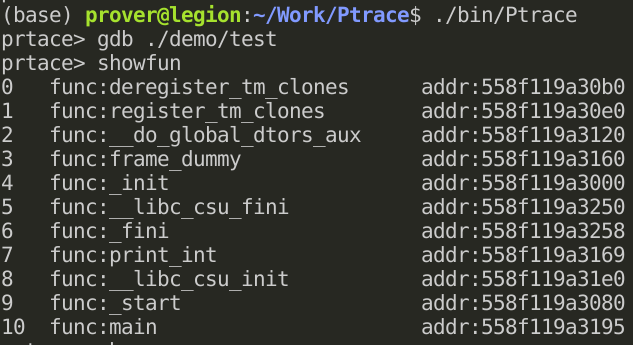 (base) prover@legion:~/Work/Ptrace$ ./bin/Ptrace
prtace> gdb ./demo/test
prtace> showfun
0 func:deregister_tm_clones addr:558f119a30b0
1 func:register_tm_clones addr:558f119a30e0
2 func:__do_global_dtors_aux addr:558f119a3120
3 func:frame_dummy addr:558f119a3160
4 func:_init addr:558f119a3000
5 func:__libc_csu_fini addr:558f119a3250
6 func:_fini addr:558f119a3258
7 func:print_int addr:558f119a3169
8 func:__libc_csu_init addr:558f119a31e0
9 func:_start addr:558f119a3080
10 func:main addr:558f119a3195